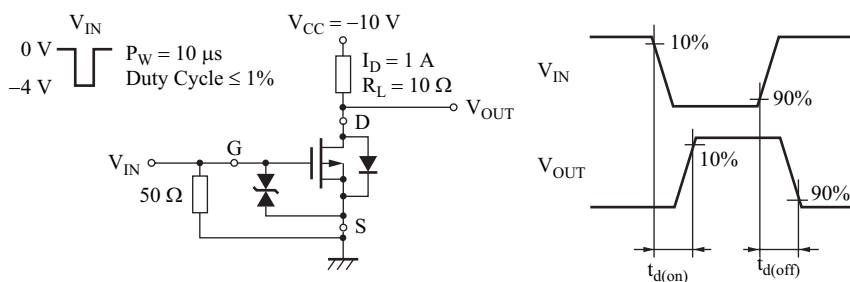 V_IN
0 V
−4 V
P_W = 10 μs
Duty Cycle ≤ 1%
V_CC = −10 V
I_D = 1 A
R_L = 10 Ω
V_OUT
D
V_IN
G
50 Ω
S
V_IN
10%
90%
V_OUT
10%
90%
t_d(on)
t_d(off)